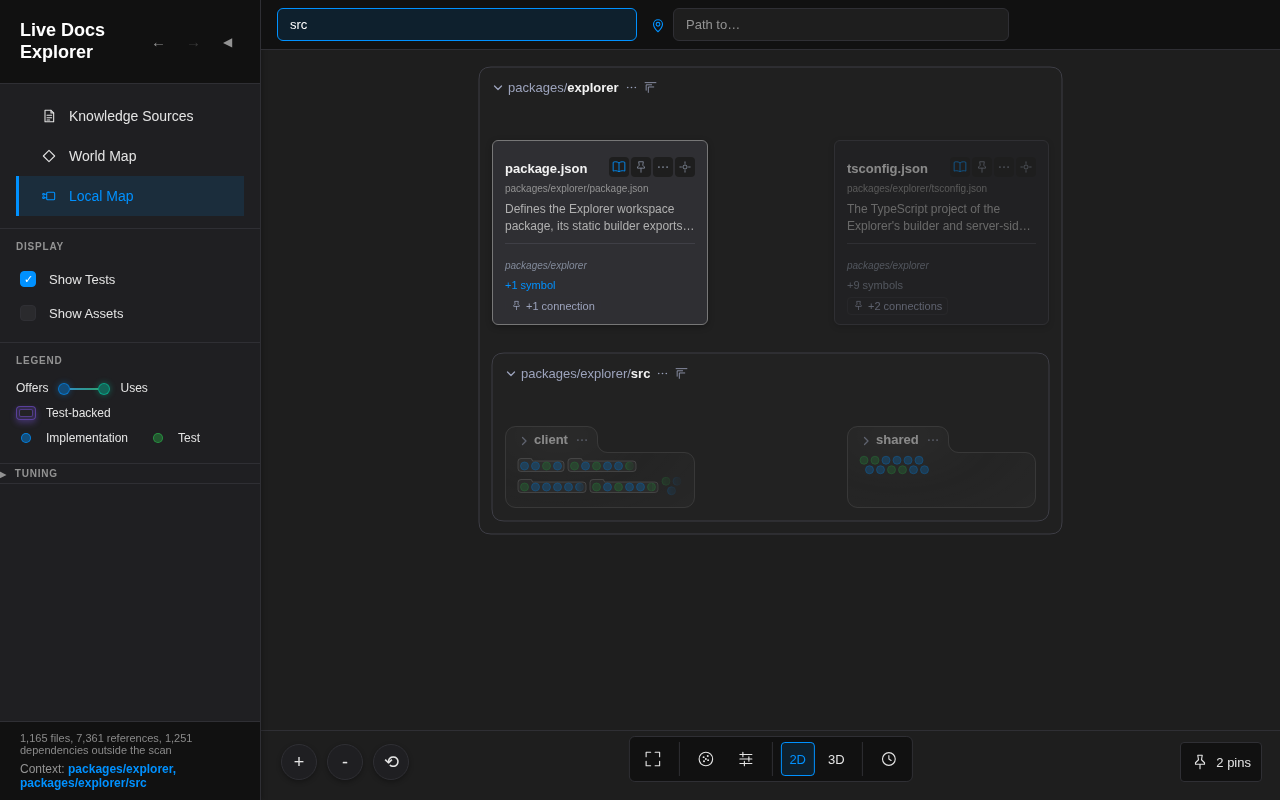 Live Docs
Explorer
src
Path to…
Knowledge Sources
World Map
Local Map
DISPLAY
Show Tests
Show Assets
LEGEND
Offers
Uses
Test-backed
Implementation
Test
TUNING
1,165 files, 7,361 references, 1,251
dependencies outside the scan
Context: packages/explorer,
packages/explorer/src
packages/explorer
package.json
packages/explorer/package.json
Defines the Explorer workspace
package, its static builder exports…
packages/explorer
+1 symbol
+1 connection
tsconfig.json
packages/explorer/tsconfig.json
The TypeScript project of the
Explorer's builder and server-sid…
packages/explorer
+9 symbols
+2 connections
packages/explorer/src
client
shared
+
-
2D
3D
2 pins